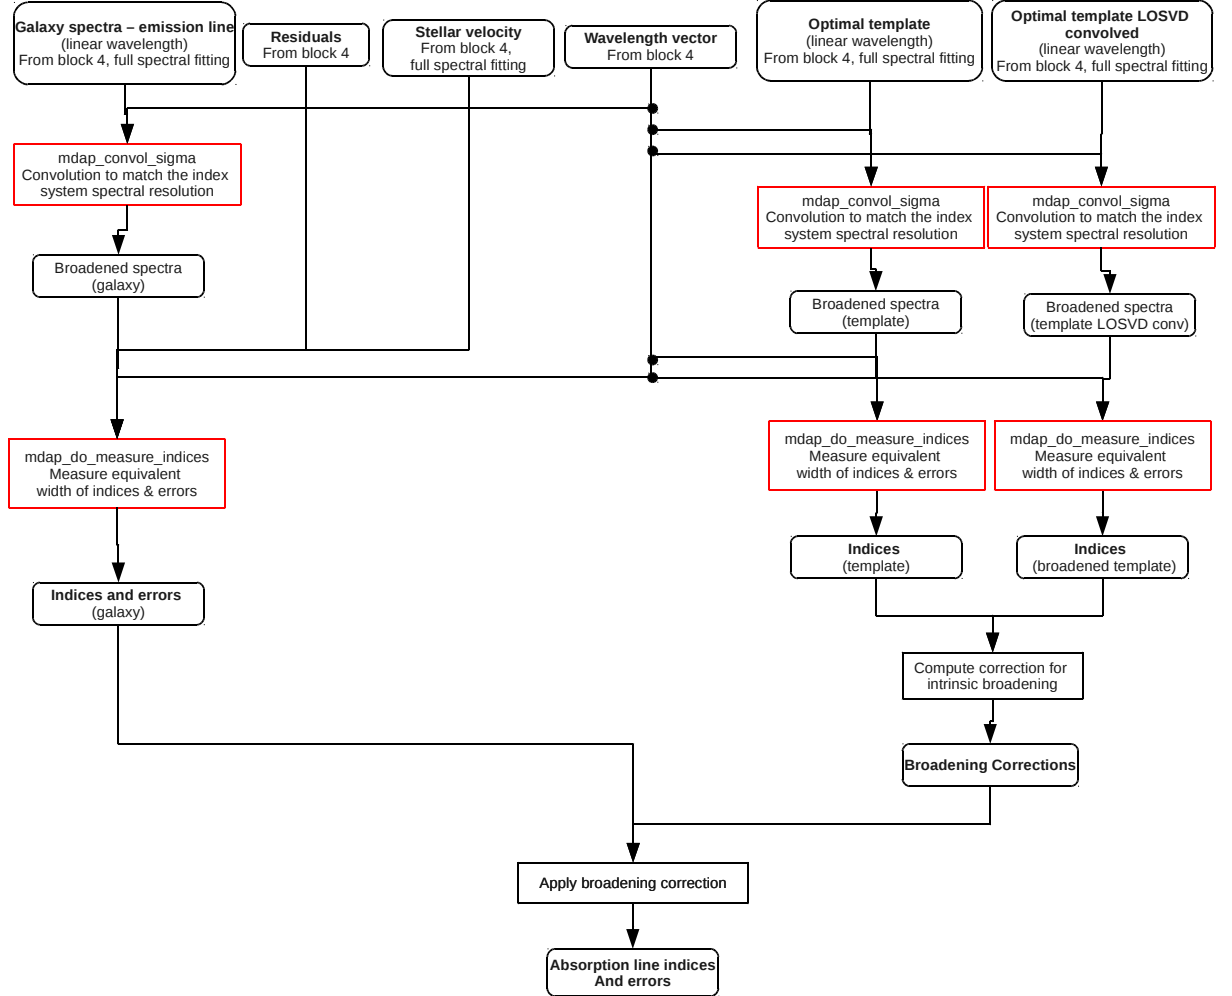 Galaxy spectra – emission line
(linear wavelength)
From block 4, full spectral fitting
Residuals
From block 4
Stellar velocity
From block 4,
full spectral fitting
Wavelength vector
From block 4
Optimal template
(linear wavelength)
From block 4, full spectral fitting
Optimal template LOSVD
convolved
(linear wavelength)
From block 4, full spectral fitting
mdap_convol_sigma
Convolution to match the index
system spectral resolution
mdap_convol_sigma
Convolution to match the index
system spectral resolution
mdap_convol_sigma
Convolution to match the index
system spectral resolution
Broadened spectra
(galaxy)
Broadened spectra
(template)
Broadened spectra
(template LOSVD conv)
mdap_do_measure_indices
Measure equivalent
width of indices & errors
mdap_do_measure_indices
Measure equivalent
width of indices & errors
mdap_do_measure_indices
Measure equivalent
width of indices & errors
Indices
(template)
Indices
(broadened template)
Indices and errors
(galaxy)
Compute correction for
intrinsic broadening
Broadening Corrections
Apply broadening correction
Absorption line indices
And errors